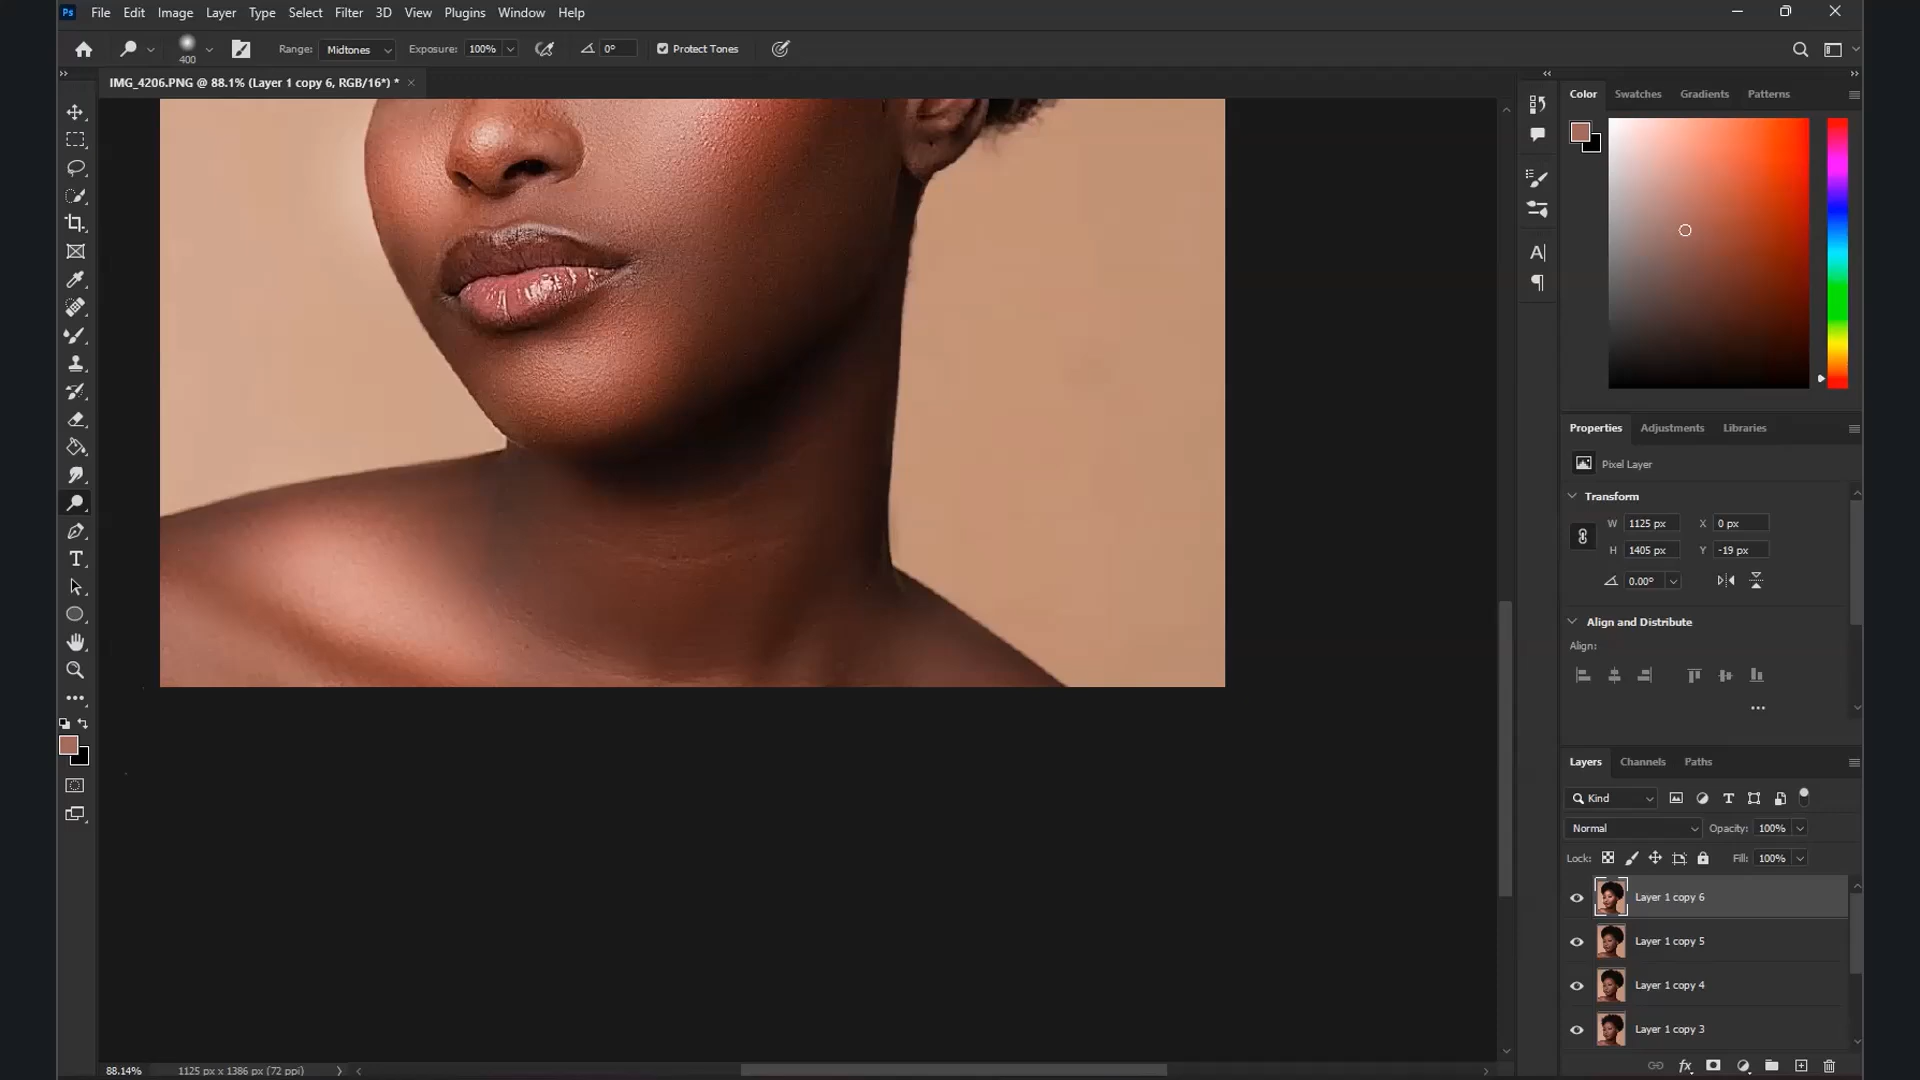 Ps File Edit Image Layer Type Select Filter 3D View Plugins Window Help
400 Range: Midtones Exposure: 100% 0° Protect Tones
IMG_4206.PNG @ 88.1% (Layer 1 copy 6, RGB/16*) * ×
Color Swatches Gradients Patterns
Properties Adjustments Libraries
Pixel Layer
Transform
W 1125 px X 0 px
H 1405 px Y -19 px
0.00°
Align and Distribute
Align:
Layers Channels Paths
Kind
Normal Opacity: 100%
Lock: Fill: 100%
Layer 1 copy 6
Layer 1 copy 5
Layer 1 copy 4
Layer 1 copy 3
88.14% 1125 px x 1386 px (72 ppi)